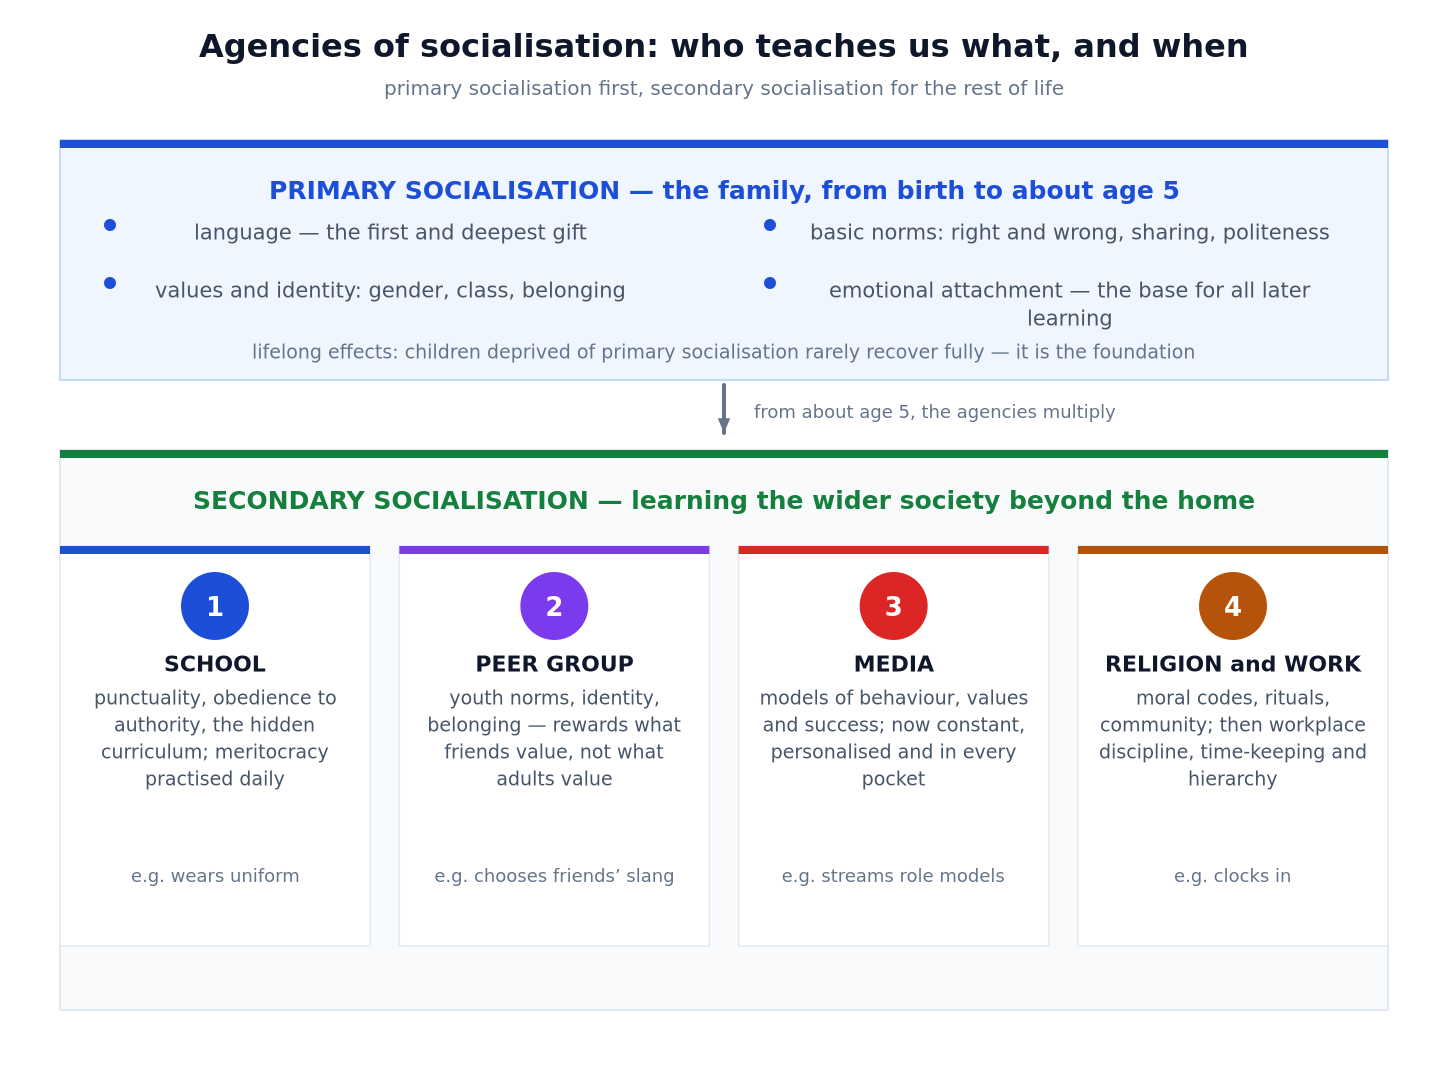 Agencies of socialisation: who teaches us what, and when
primary socialisation first, secondary socialisation for the rest of life
PRIMARY SOCIALISATION — the family, from birth to about age 5
language — the first and deepest gift
basic norms: right and wrong, sharing, politeness
values and identity: gender, class, belonging
emotional attachment — the base for all later
learning
lifelong effects: children deprived of primary socialisation rarely recover fully — it is the foundation
from about age 5, the agencies multiply
SECONDARY SOCIALISATION — learning the wider society beyond the home
1
SCHOOL
punctuality, obedience to
authority, the hidden
curriculum; meritocracy
practised daily
e.g. wears uniform
2
PEER GROUP
youth norms, identity,
belonging — rewards what
friends value, not what
adults value
e.g. chooses friends’ slang
3
MEDIA
models of behaviour, values
and success; now constant,
personalised and in every
pocket
e.g. streams role models
4
RELIGION and WORK
moral codes, rituals,
community; then workplace
discipline, time-keeping and
hierarchy
e.g. clocks in